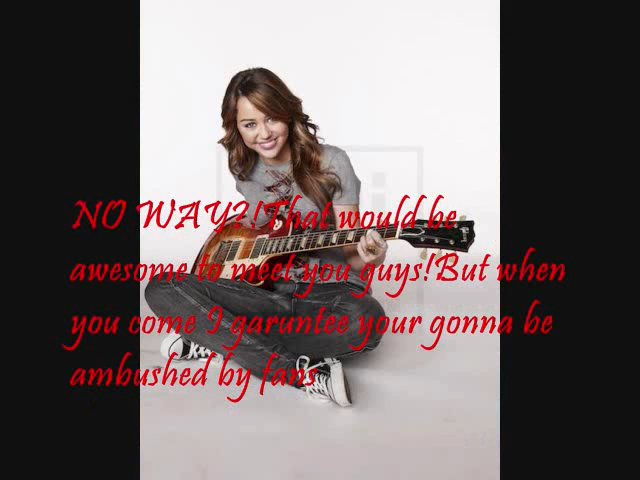 NO WAY?!That would be
awesome to meet you guys!But when
you come I garuntee your gonna be
ambushed by fans